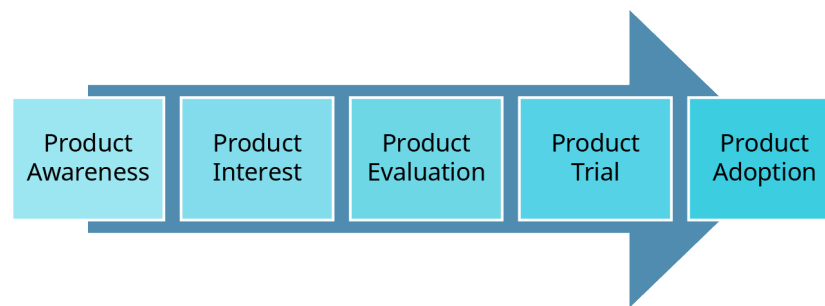 Product
Awareness
Product
Interest
Product
Evaluation
Product
Trial
Product
Adoption